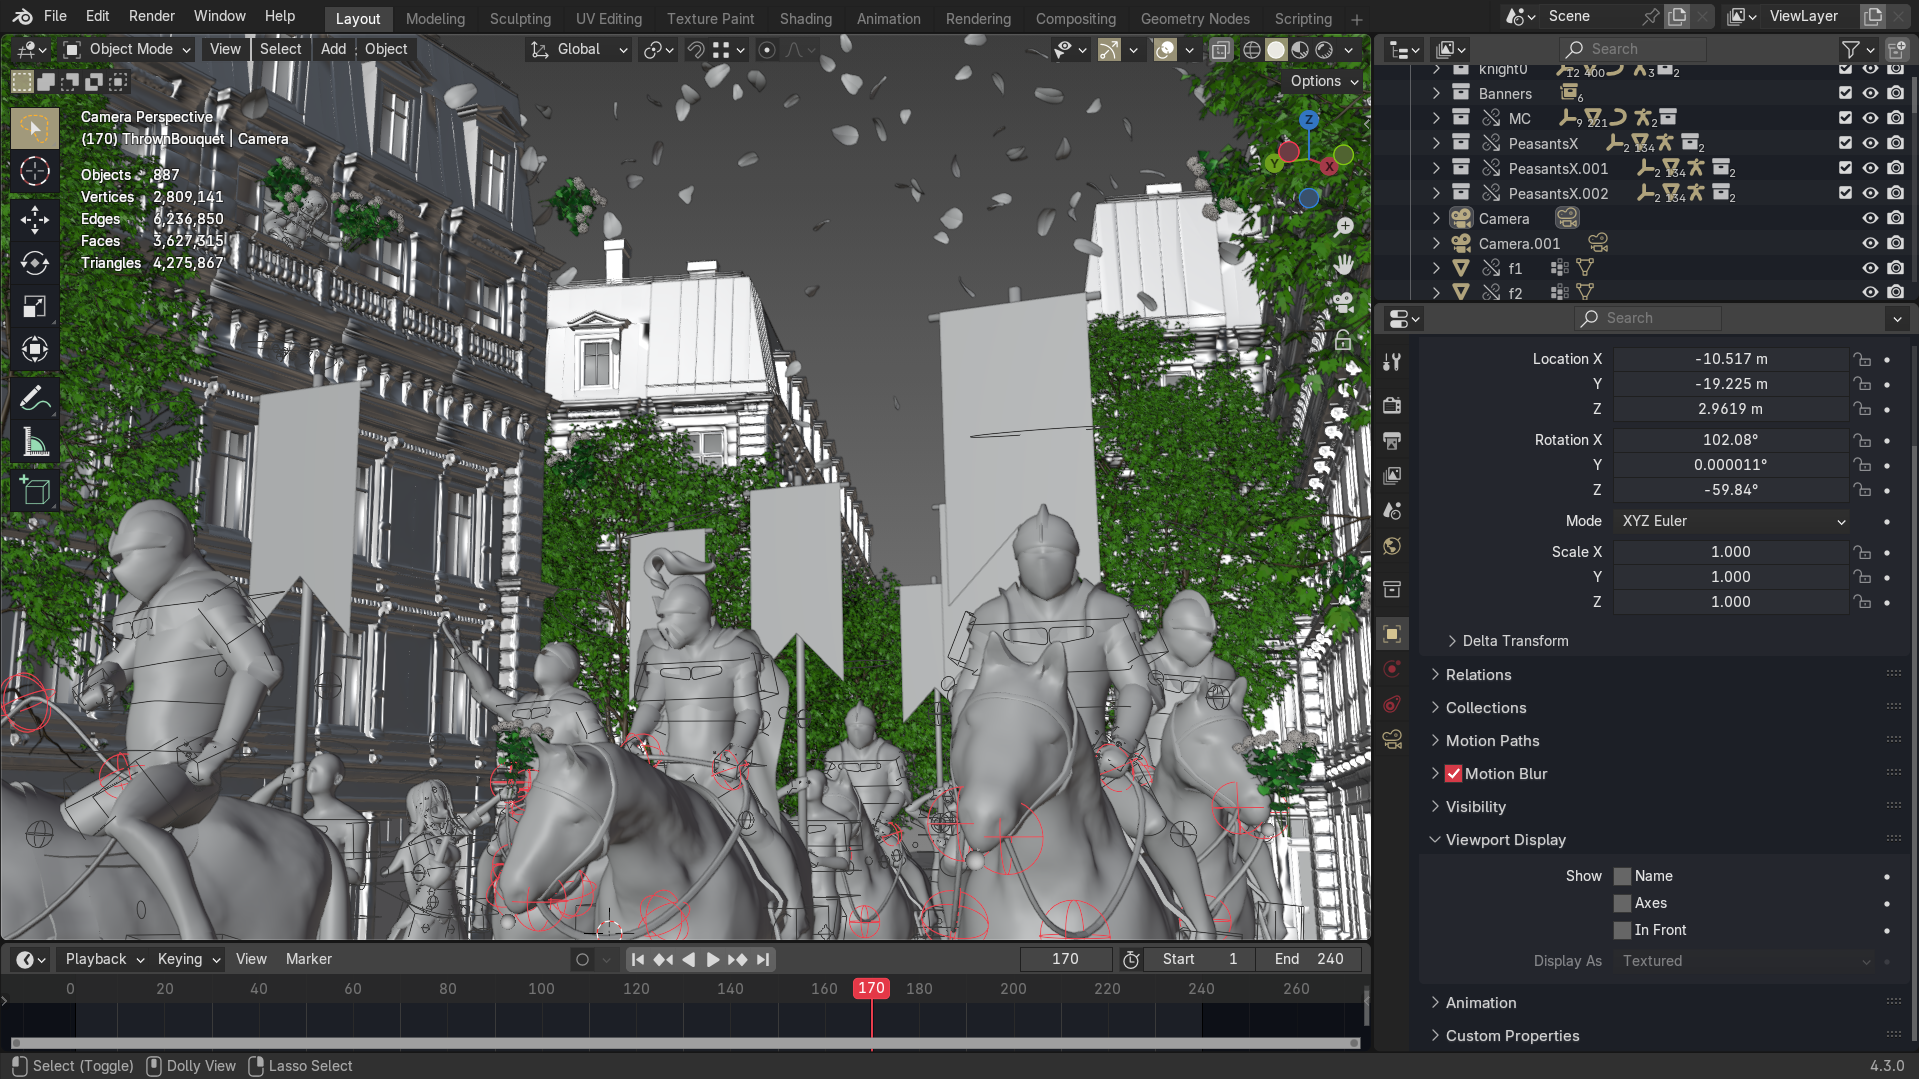 File Edit Render Window Help Layout Modeling Sculpting UV Editing Texture Paint Shading Animation Rendering Compositing Geometry Nodes Scripting + Scene ViewLayer
Object Mode View Select Add Object Global Search
Options
Camera Perspective
(170) ThrownBouquet | Camera
Objects 887
Vertices 2,809,141
Edges 6,236,850
Faces 3,627,315
Triangles 4,275,867
Z
Y
X
knight0 12 400 3 2
Banners 6
MC 9 221 2
PeasantsX 2 134 2
PeasantsX.001 2 134 2
PeasantsX.002 2 134 2
Camera
Camera.001
f1
f2
Search
Location X -10.517 m
Y -19.225 m
Z 2.9619 m
Rotation X 102.08°
Y 0.000011°
Z -59.84°
Mode XYZ Euler
Scale X 1.000
Y 1.000
Z 1.000
Delta Transform
Relations
Collections
Motion Paths
Motion Blur
Visibility
Viewport Display
Show Name
Axes
In Front
Display As Textured
Animation
Custom Properties
Playback Keying View Marker 170 Start 1 End 240
0 20 40 60 80 100 120 140 160 170 180 200 220 240 260
Select (Toggle) Dolly View Lasso Select 4.3.0